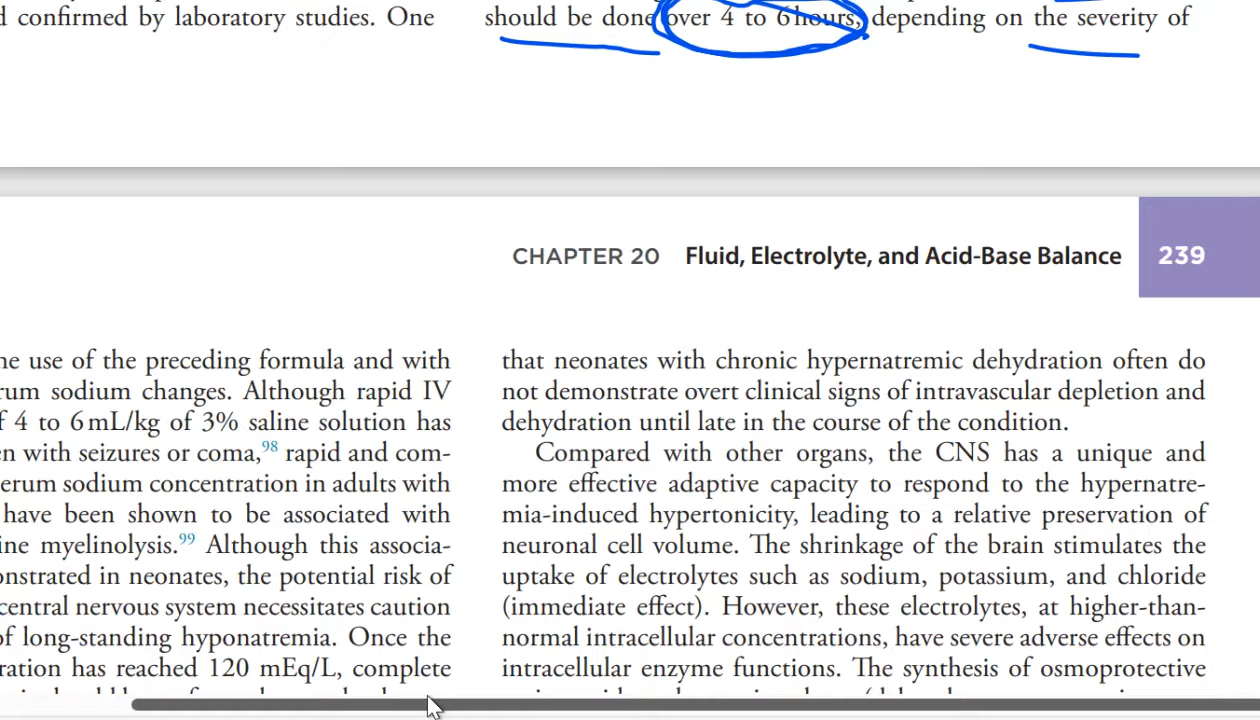 confirmed by laboratory studies. One
should be done over 4 to 6 hours, depending on the severity of
CHAPTER 20 Fluid, Electrolyte, and Acid-Base Balance 239
use of the preceding formula and with
sodium changes. Although rapid IV
4 to 6 mL/kg of 3% saline solution has
with seizures or coma,98 rapid and com-
serum sodium concentration in adults with
have been shown to be associated with
myelinolysis.99 Although this associa-
in neonates, the potential risk of
central nervous system necessitates caution
of long-standing hyponatremia. Once the
has reached 120 mEq/L, complete
that neonates with chronic hypernatremic dehydration often do
not demonstrate overt clinical signs of intravascular depletion and
dehydration until late in the course of the condition.
Compared with other organs, the CNS has a unique and
more effective adaptive capacity to respond to the hypernatre-
mia-induced hypertonicity, leading to a relative preservation of
neuronal cell volume. The shrinkage of the brain stimulates the
uptake of electrolytes such as sodium, potassium, and chloride
(immediate effect). However, these electrolytes, at higher-than-
normal intracellular concentrations, have severe adverse effects on
intracellular enzyme functions. The synthesis of osmoprotective